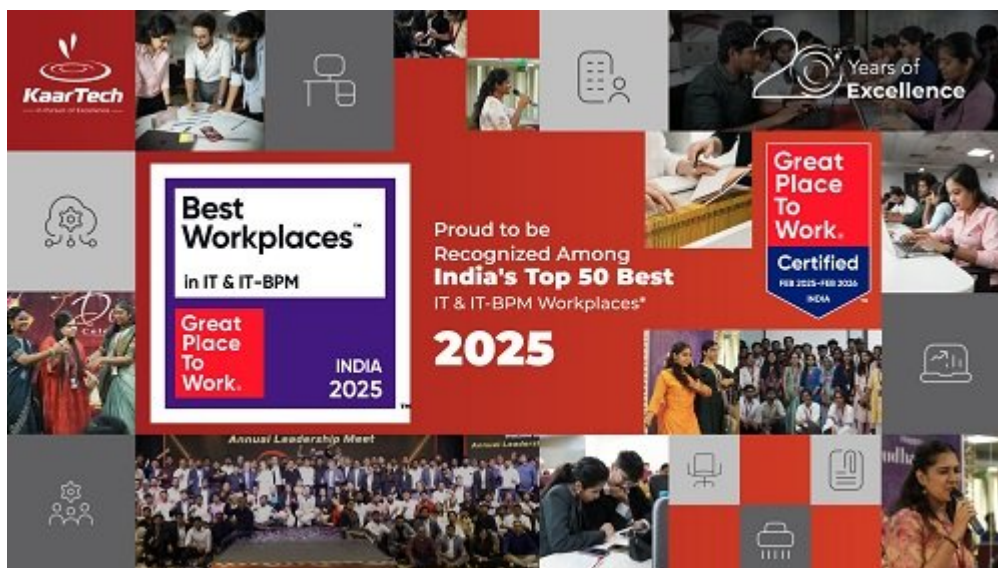 KaarTech
20 Years of
Excellence
Best
Workplaces™
in IT & IT-BPM
Great
Place
To
Work.
INDIA
2025
Proud to be
Recognized Among
India's Top 50 Best
IT & IT-BPM Workplaces*
2025
Great
Place
To
Work.
Certified
FEB 2025-FEB 2026
INDIA
Annual Leadership Meet